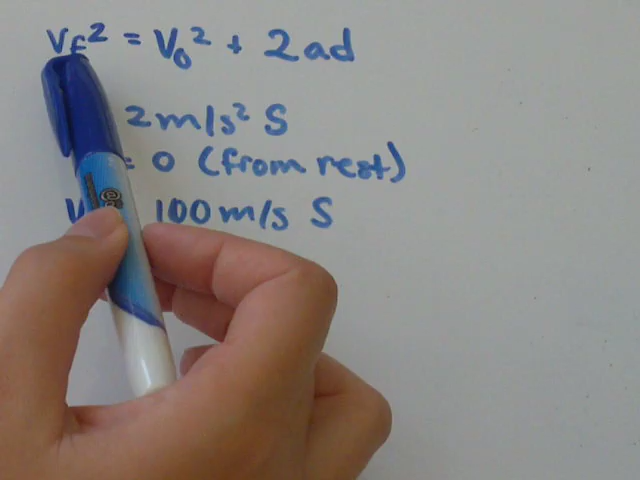 Vf² = V₀² + 2ad
2m/s² S
= 0 (from rest)
V 100m/s S